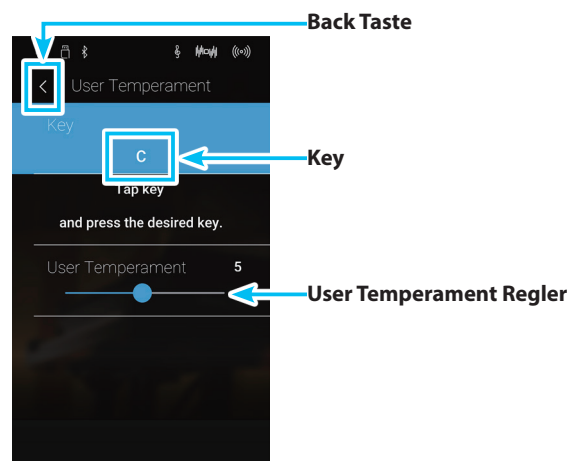 Back Taste
User Temperament
Key
C
Key
Tap key
and press the desired key.
User Temperament 5
User Temperament Regler